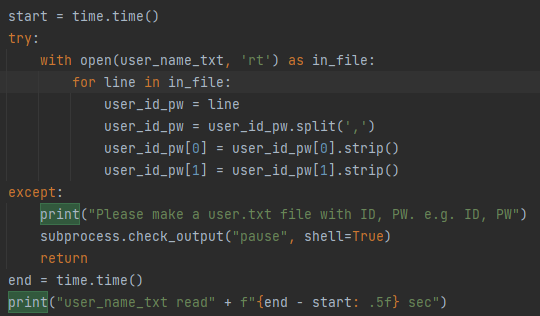 start = time.time()
try:
    with open(user_name_txt, 'rt') as in_file:
        for line in in_file:
            user_id_pw = line
            user_id_pw = user_id_pw.split(',')
            user_id_pw[0] = user_id_pw[0].strip()
            user_id_pw[1] = user_id_pw[1].strip()
except:
    print("Please make a user.txt file with ID, PW. e.g. ID, PW")
    subprocess.check_output("pause", shell=True)
    return
end = time.time()
print("user_name_txt read" + f"{end - start: .5f} sec")